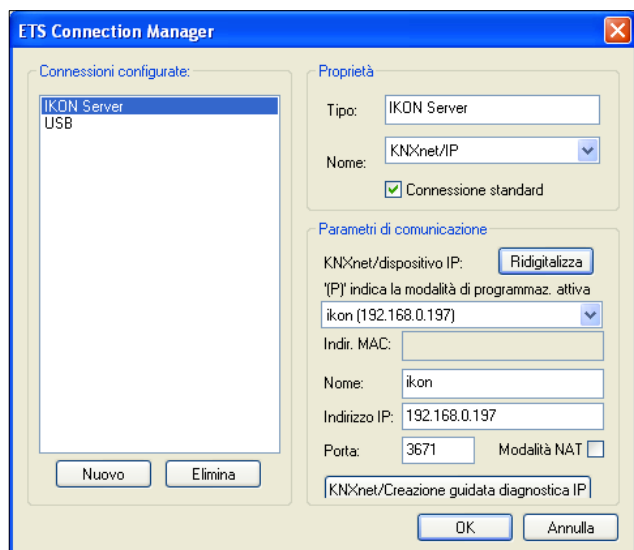 ETS Connection Manager
Connessioni configurate:
IKON Server
USB
Nuovo
Elimina
Proprietà
Tipo:
IKON Server
Nome:
KNXnet/IP
Connessione standard
Parametri di comunicazione
KNXnet/dispositivo IP:
Ridigitalizza
'(P)' indica la modalità di programmaz. attiva
ikon (192.168.0.197)
Indir. MAC:
Nome:
ikon
Indirizzo IP:
192.168.0.197
Porta:
3671
Modalità NAT
KNXnet/Creazione guidata diagnostica IP
OK
Annulla